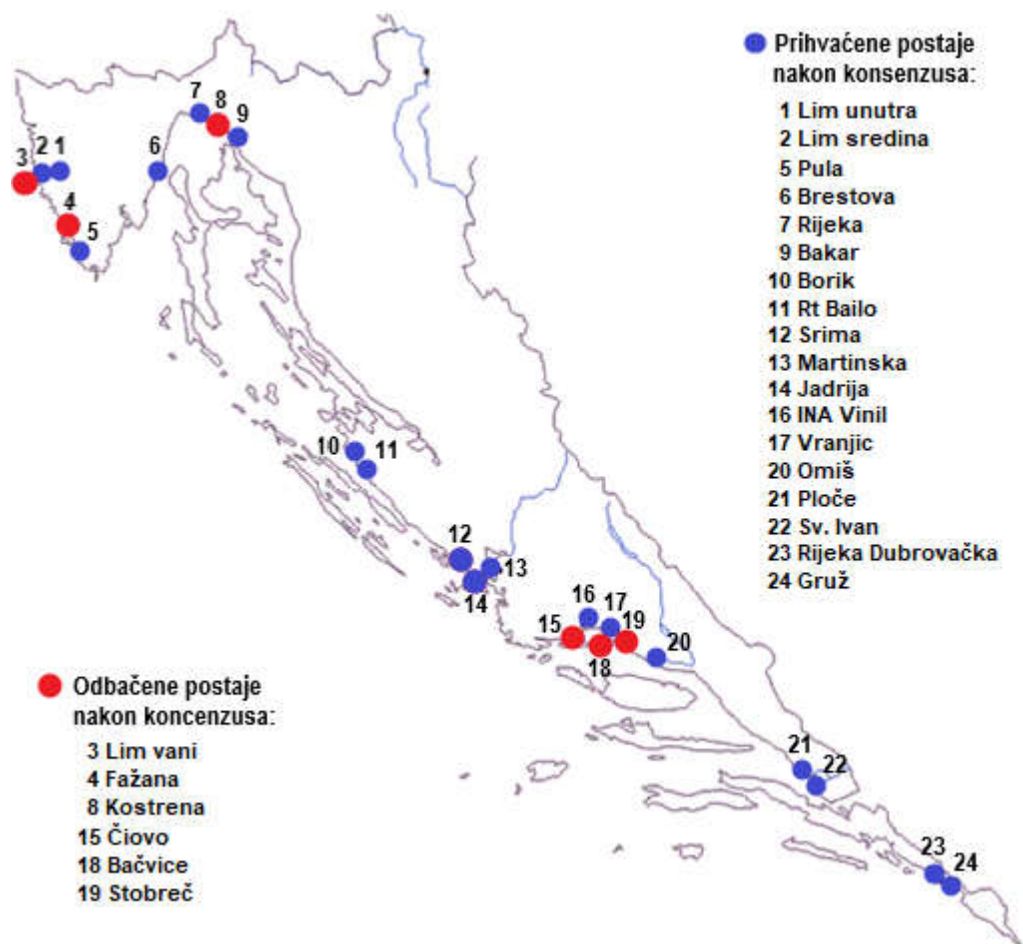 Prihvaćene postaje
nakon konsenzusa:
1 Lim unutra
2 Lim sredina
5 Pula
6 Brestova
7 Rijeka
9 Bakar
10 Borik
11 Rt Bailo
12 Srima
13 Martinska
14 Jadrija
16 INA Vinil
17 Vranjic
20 Omiš
21 Ploče
22 Sv. Ivan
23 Rijeka Dubrovačka
24 Gruž
7
8
9
3
2
1
6
4
5
10
11
12
13
14
16
17
15
19
20
18
21
22
23
24
Odbačene postaje
nakon koncenzusa:
3 Lim vani
4 Fažana
8 Kostrena
15 Čiovo
18 Bačvice
19 Stobreč